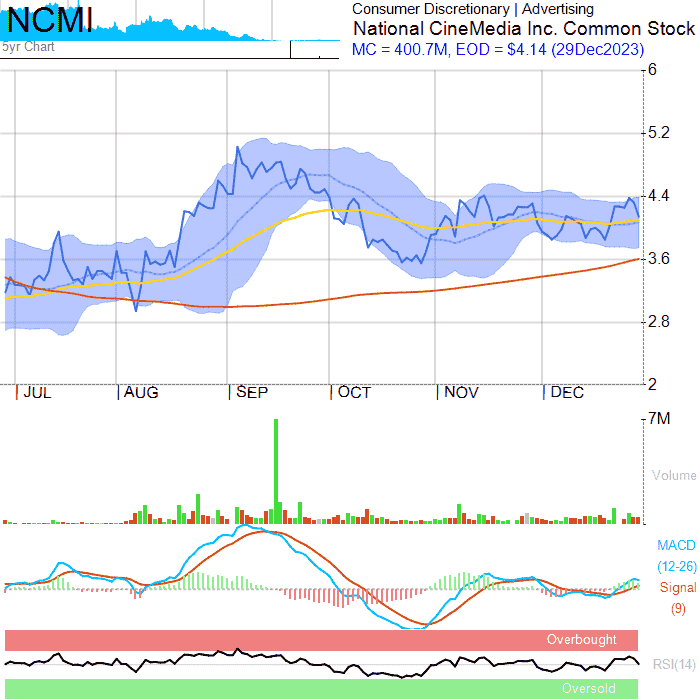 NCMI
5yr Chart
Consumer Discretionary | Advertising
National CineMedia Inc. Common Stock
MC = 400.7M, EOD = $4.14 (29Dec2023)
6
5.2
4.4
3.6
2.8
2
JUL
AUG
SEP
OCT
NOV
DEC
7M
Volume
MACD
(12-26)
Signal
(9)
Overbought
RSI(14)
Oversold